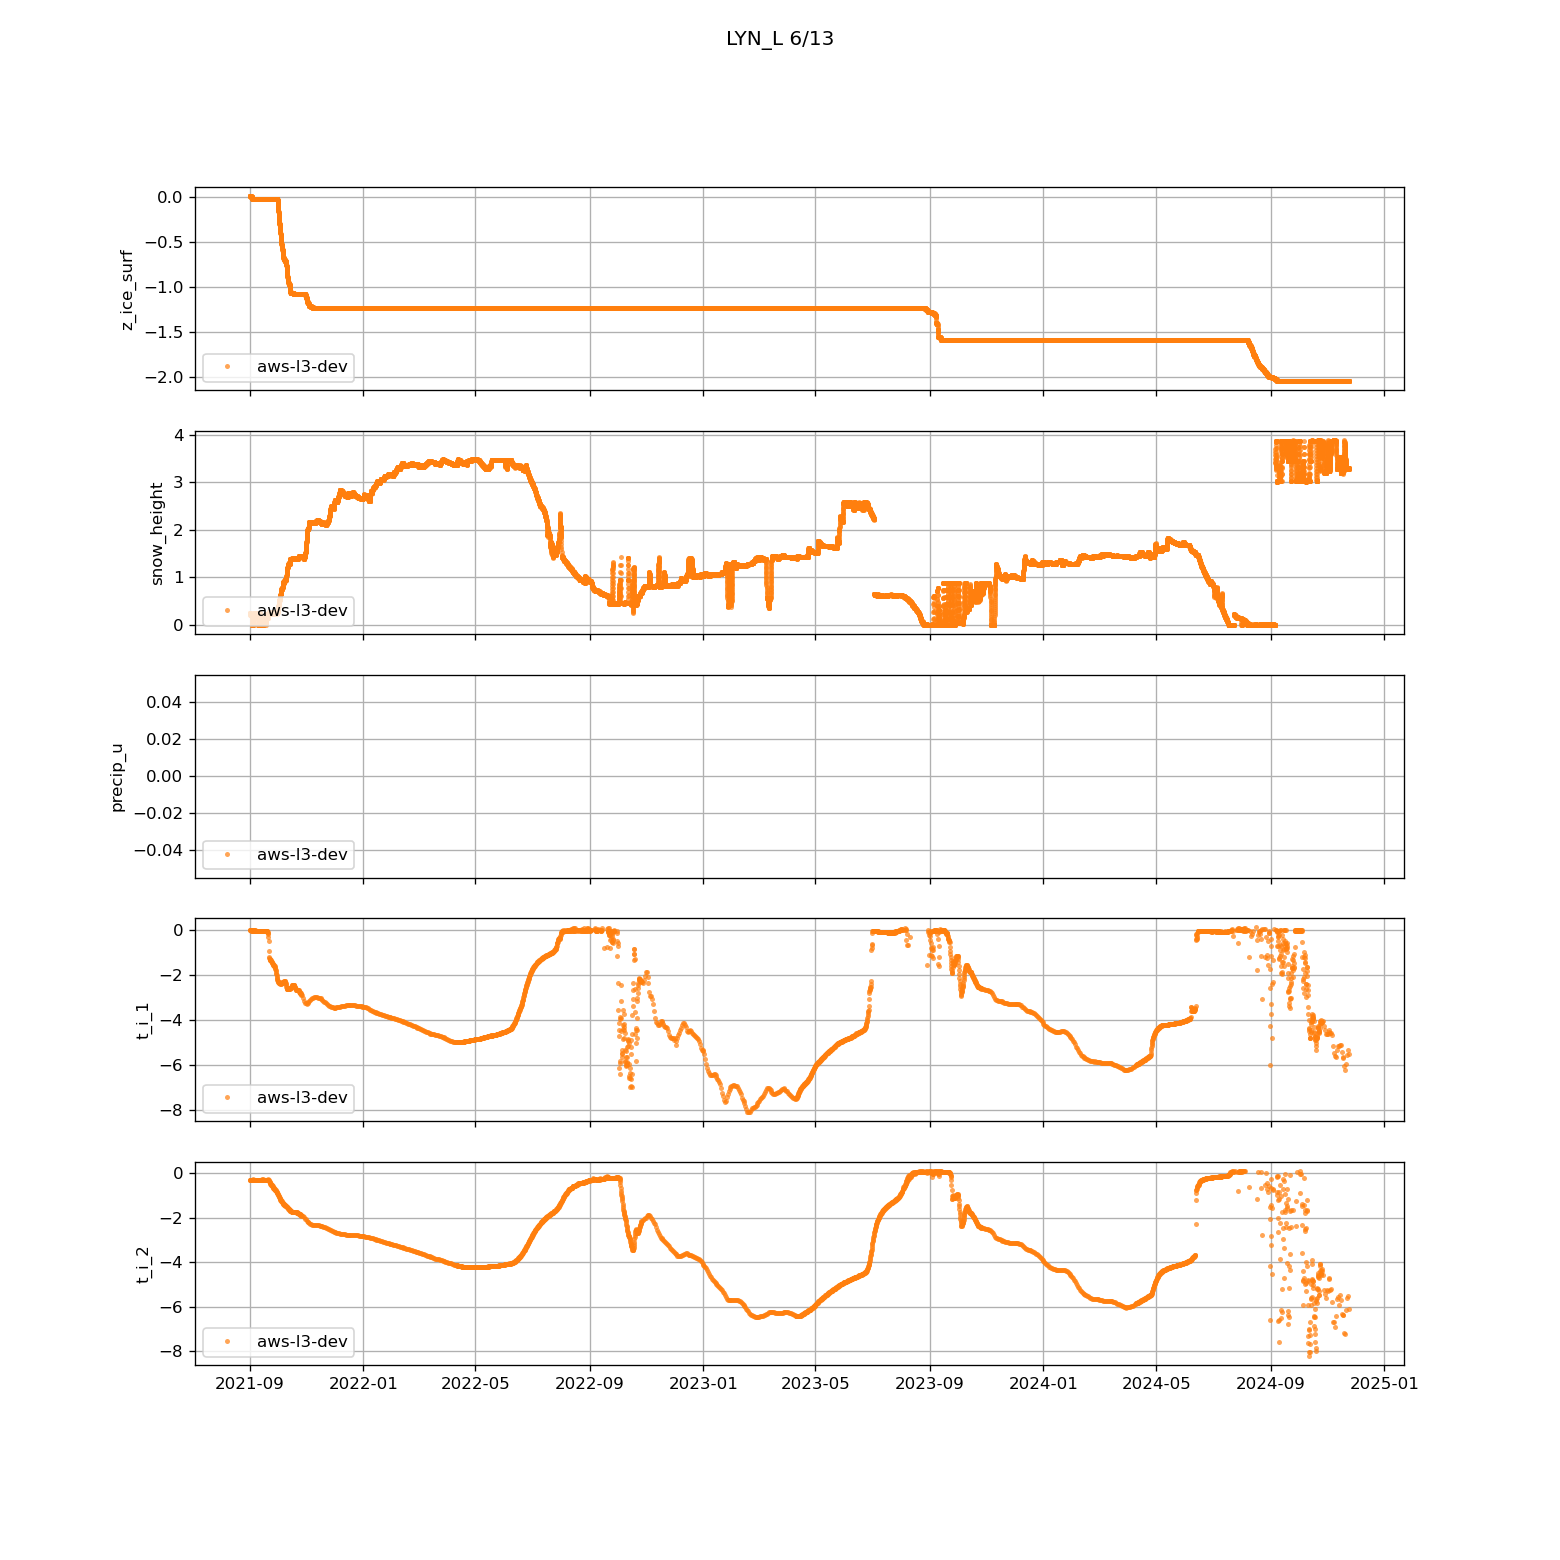 LYN_L 6/13
0.0
−0.5
−1.0
−1.5
−2.0
z_ice_surf
aws-l3-dev
4
3
2
1
0
snow_height
aws-l3-dev
0.04
0.02
0.00
−0.02
−0.04
precip_u
aws-l3-dev
0
−2
−4
−6
−8
t_i_1
aws-l3-dev
0
−2
−4
−6
−8
t_i_2
aws-l3-dev
2021-09 2022-01 2022-05 2022-09 2023-01 2023-05 2023-09 2024-01 2024-05 2024-09 2025-01